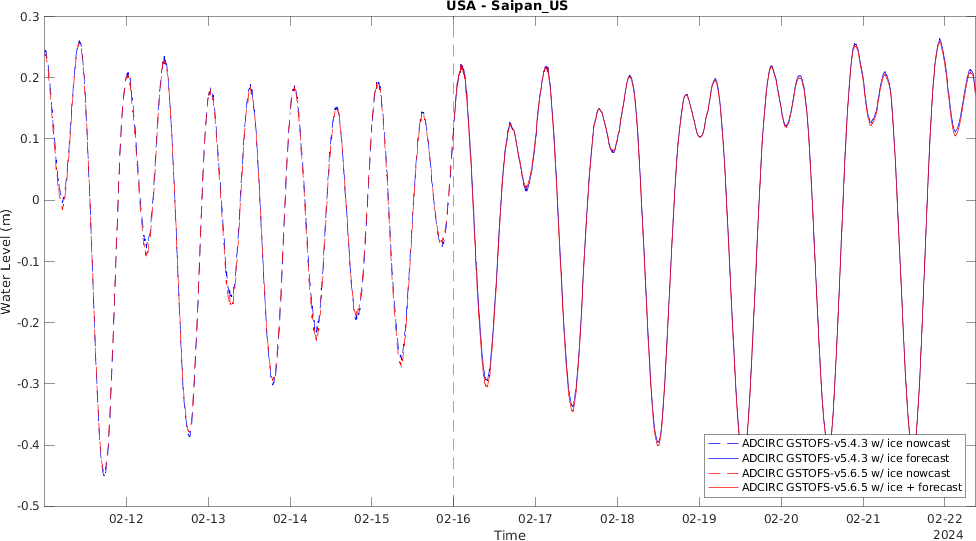 USA - Saipan_US
0.3
0.2
0.1
0
-0.1
-0.2
-0.3
-0.4
-0.5
Water Level (m)
ADCIRC GSTOFS-v5.4.3 w/ ice nowcast
ADCIRC GSTOFS-v5.4.3 w/ ice forecast
ADCIRC GSTOFS-v5.6.5 w/ ice nowcast
ADCIRC GSTOFS-v5.6.5 w/ ice + forecast
02-12 02-13 02-14 02-15 02-16 02-17 02-18 02-19 02-20 02-21 02-22
Time
2024